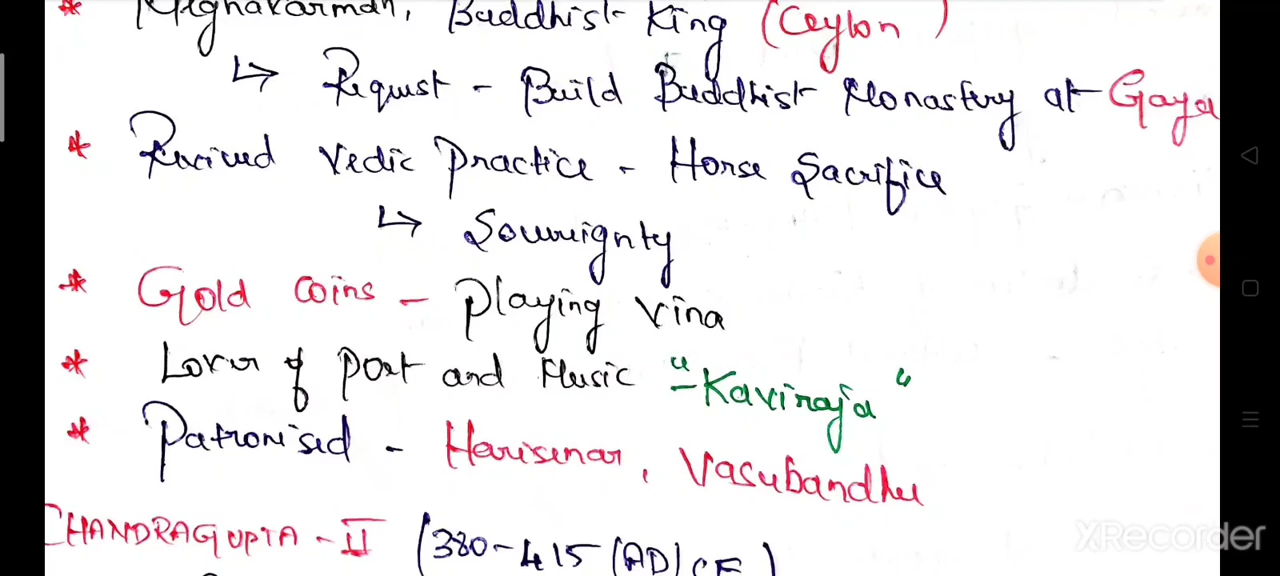 * Meghavarman, Buddhist King (Ceylon)
↳ Request - Build Buddhist Monastery at Gaya
* Revived Vedic Practice - Horse Sacrifice
↳ Sovereignty
* Gold coins - Playing Vina
* Lover of Poet and Music "-Kaviraja"
* Patronised - Harisenar, Vasubandhu
CHANDRAGUPTA - II (380-415 (AD) CE)
XRecorder